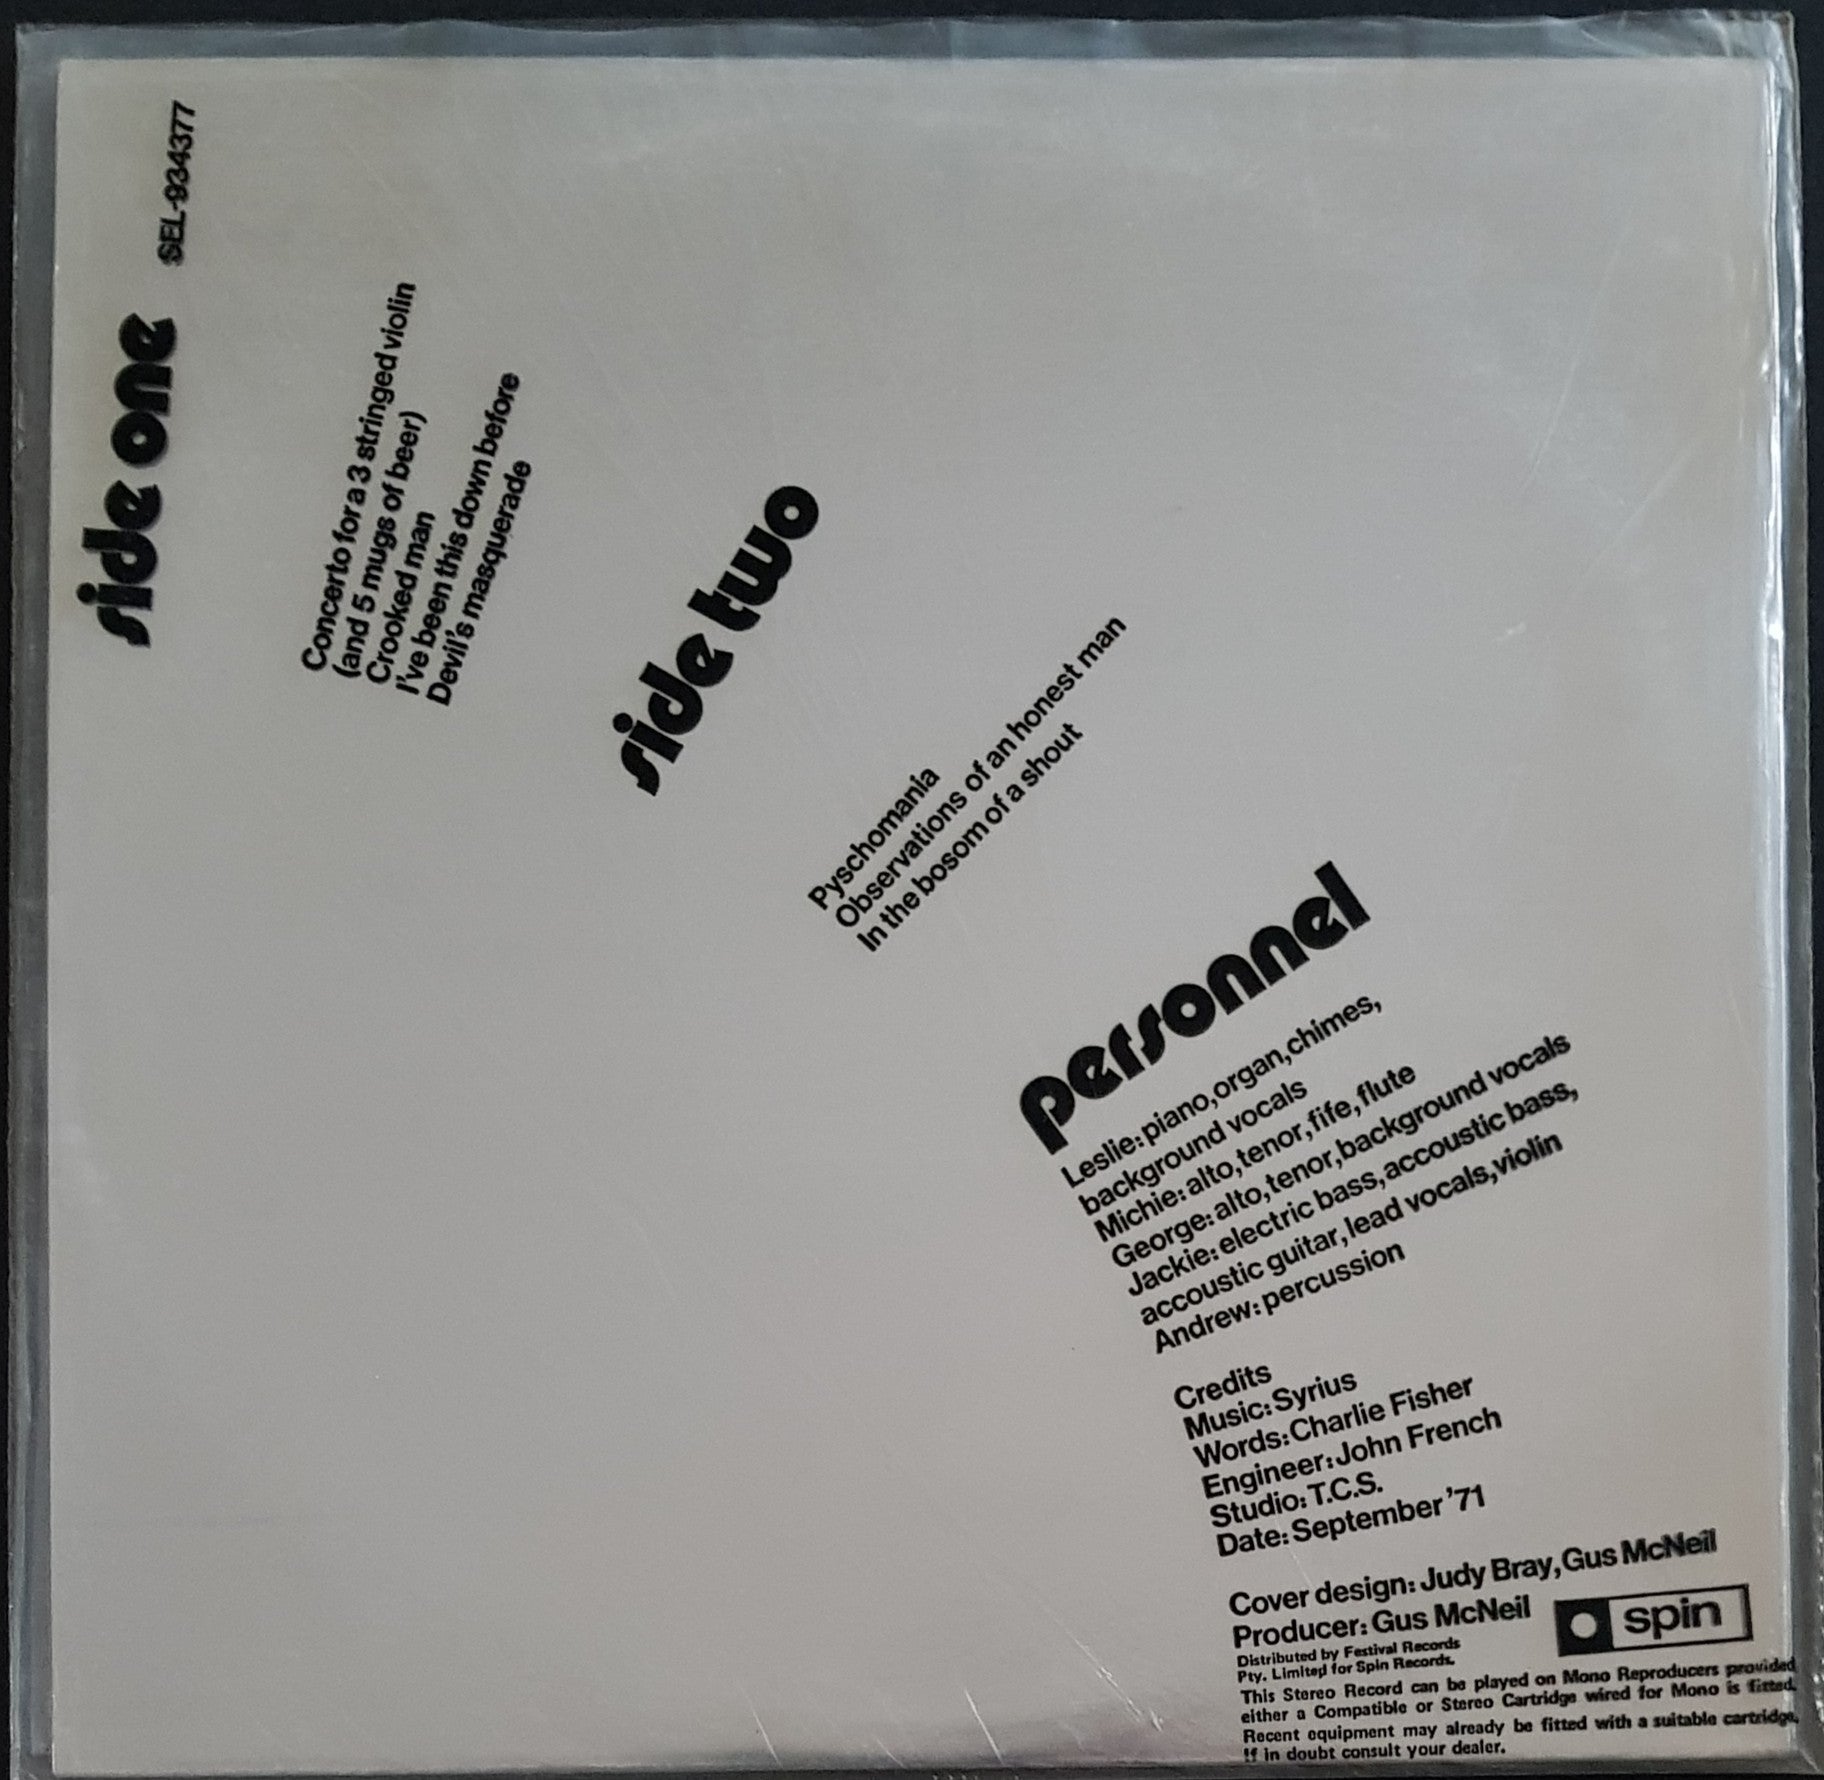 SEL-934377
side one
Concerto for a 3 stringed violin
(and 5 mugs of beer)
Crooked man
I've been this down before
Devil's masquerade
side two
Pyschomania
Observations of an honest man
In the bosom of a shout
personnel
Leslie: piano, organ, chimes,
background vocals
Michie: alto, tenor, fife, flute
George: alto, tenor, background vocals
Jackie: electric bass, accoustic bass,
accoustic guitar, lead vocals, violin
Andrew: percussion
Credits
Music: Syrius
Words: Charlie Fisher
Engineer: John French
Studio: T.C.S.
Date: September '71
Cover design: Judy Bray, Gus McNeil
Producer: Gus McNeil
spin
Distributed by Festival Records
Pty. Limited for Spin Records.
This Stereo Record can be played on Mono Reproducers provided
either a Compatible or Stereo Cartridge wired for Mono is fitted.
Recent equipment may already be fitted with a suitable cartridge.
If in doubt consult your dealer.